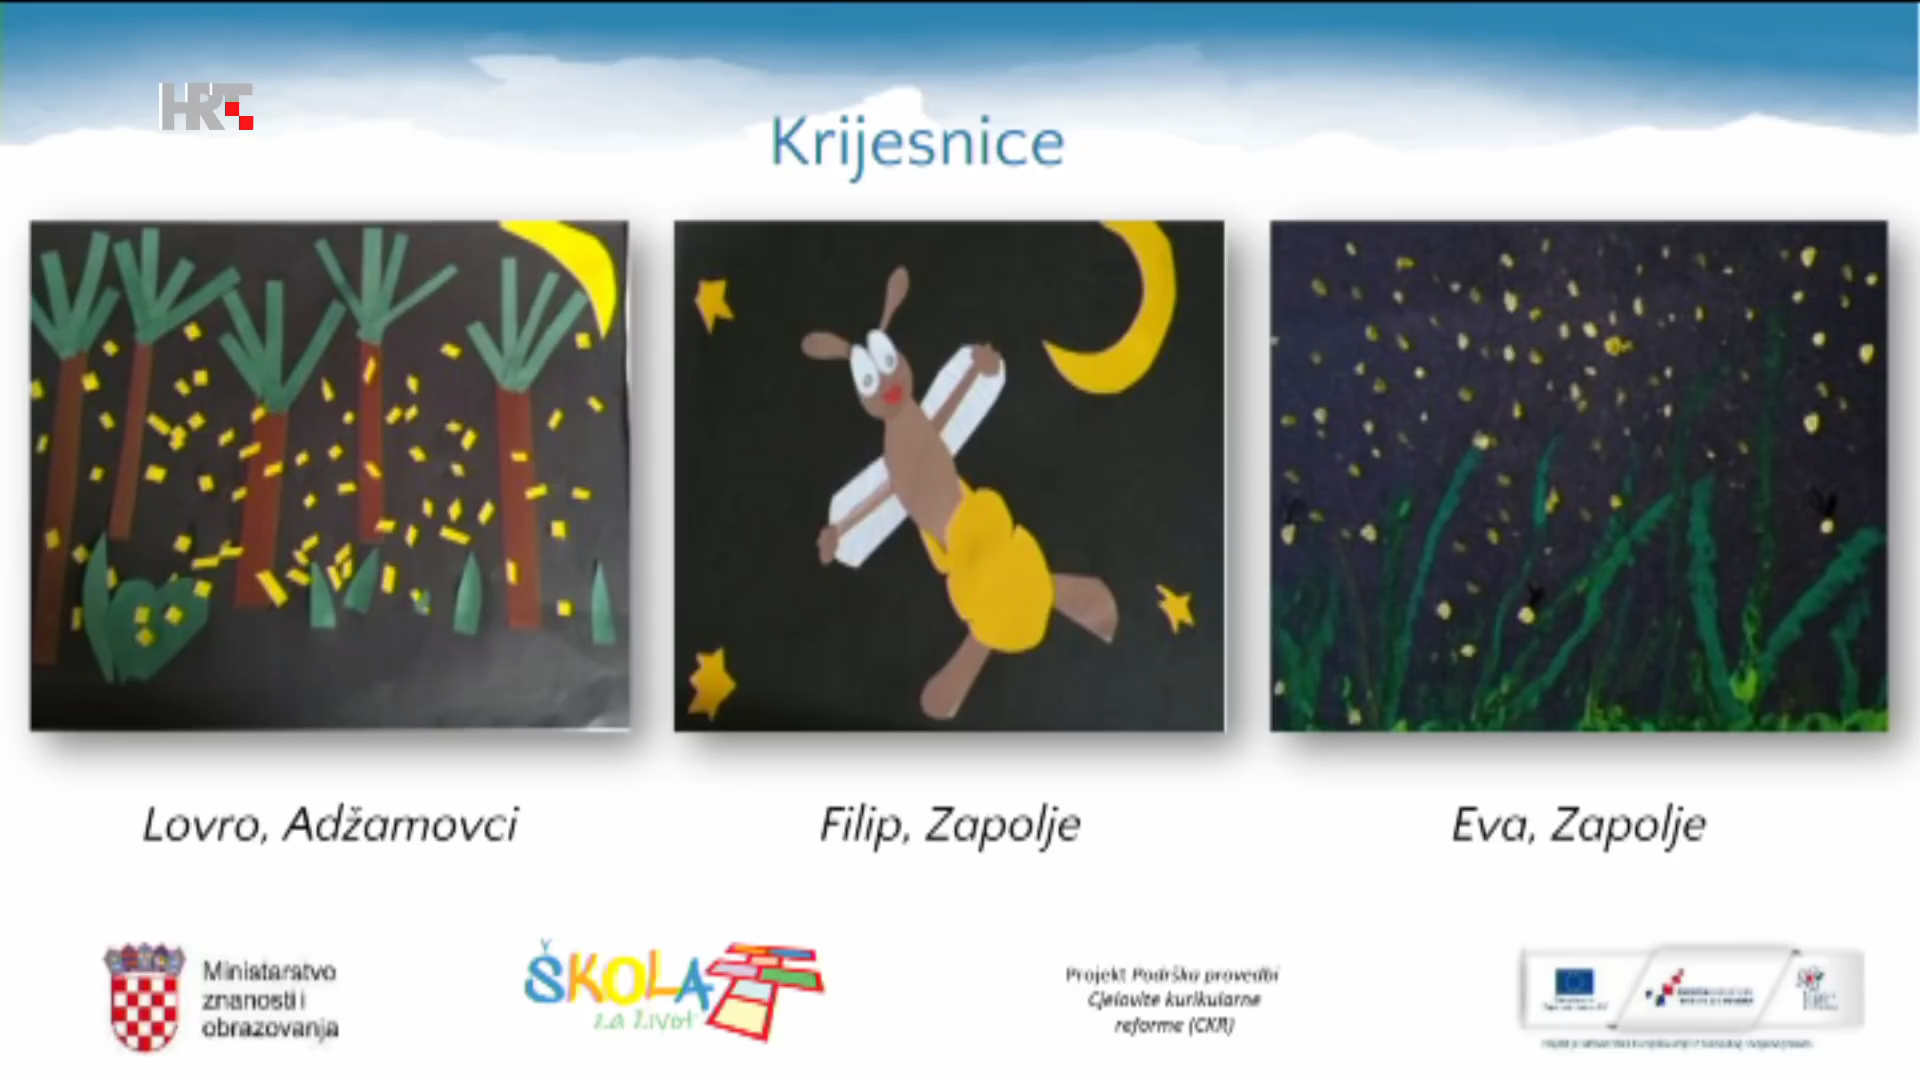 HRT
Krijesnice
Lovro, Adžamovci
Filip, Zapolje
Eva, Zapolje
Ministarstvo
znanosti i
obrazovanja
ŠKOLA
za život
Projekt Podrška provedbi
Cjelovite kurikularne
reforme (CKR)